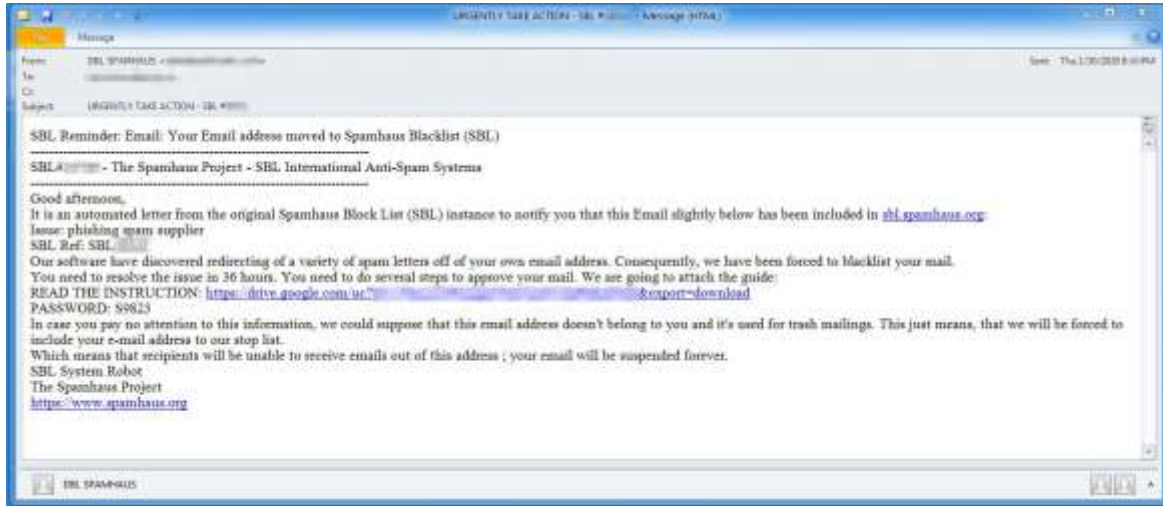 URGENTLY TAKE ACTION - SBL # - Message (HTML)
Message
From: DBL SPAMHAUS
Sent: Thu 1/30/2020
To:
Cc:
Subject: URGENTLY TAKE ACTION - SBL #
SBL Reminder: Email: Your Email address moved to Spamhaus Blacklist (SBL)
SBL# - The Spamhaus Project - SBL International Anti-Spam Systems
Good afternoon,
It is an automated letter from the original Spamhaus Block List (SBL) instance to notify you that this Email slightly below has been included in sbl.spamhaus.org:
Issue: phishing spam supplier
SBL Ref: SBL
Our software have discovered redirecting of a variety of spam letters off of your own email address. Consequently, we have been forced to blacklist your mail.
You need to resolve the issue in 36 hours. You need to do several steps to approve your mail. We are going to attach the guide:
READ THE INSTRUCTION: https://drive.google.com/uc? &export=download
PASSWORD: S9823
In case you pay no attention to this information, we could suppose that this email address doesn't belong to you and it's used for trash mailings. This just means, that we will be forced to
include your e-mail address to our stop list.
Which means that recipients will be unable to receive emails out of this address ; your email will be suspended forever.
SBL System Robot
The Spamhaus Project
https://www.spamhaus.org
DBL SPAMHAUS